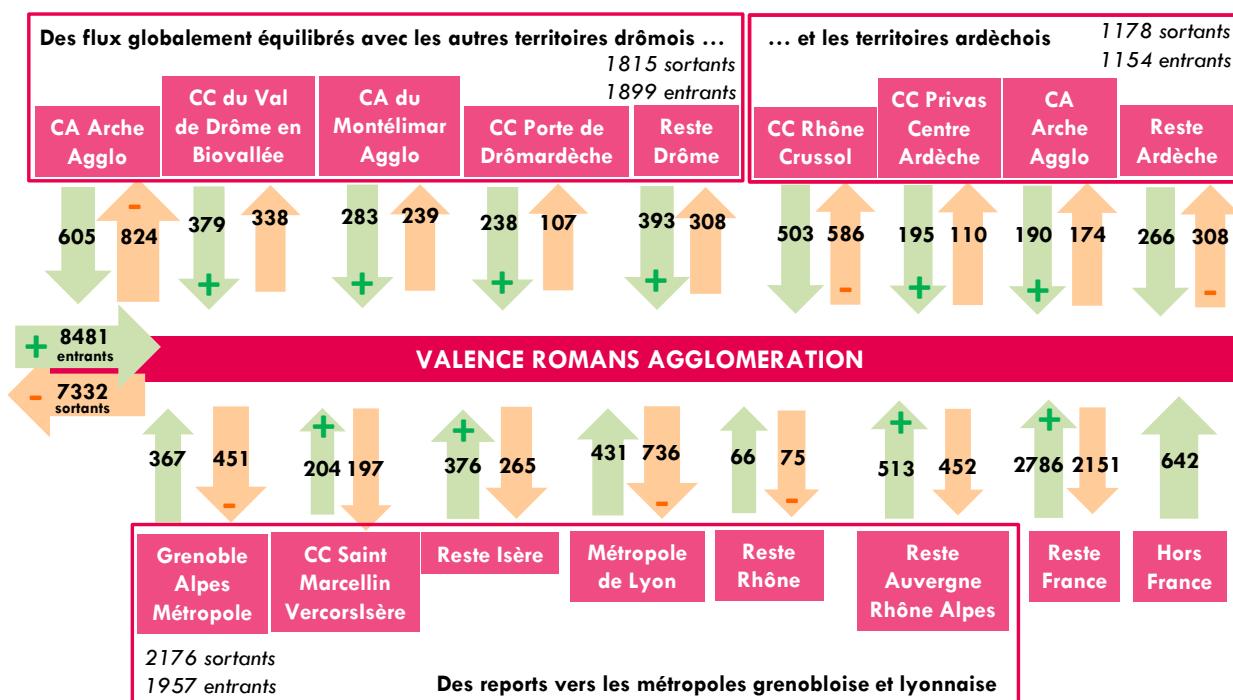 Des flux globalement équilibrés avec les autres territoires drômois …
1815 sortants
1899 entrants
… et les territoires ardèchois
1178 sortants
1154 entrants
CA Arche
Agglo
CC du Val
de Drôme en
Biovallée
CA du
Montélimar
Agglo
CC Porte de
Drômardèche
Reste
Drôme
CC Rhône
Crussol
CC Privas
Centre
Ardèche
CA
Arche
Agglo
Reste
Ardèche
605
-
824
379
+
338
283
+
239
238
+
107
393
+
308
503
586
-
195
+
110
190
+
174
266
308
-
+ 8481
entrants
- 7332
sortants
VALENCE ROMANS AGGLOMERATION
367
451
-
+
204
197
+
376
265
431
736
-
66
75
-
+
513
452
+
2786
2151
642
Grenoble
Alpes
Métropole
CC Saint
Marcellin
VercorsIsère
Reste Isère
Métropole
de Lyon
Reste
Rhône
Reste
Auvergne
Rhône Alpes
Reste
France
Hors
France
2176 sortants
1957 entrants
Des reports vers les métropoles grenobloise et lyonnaise